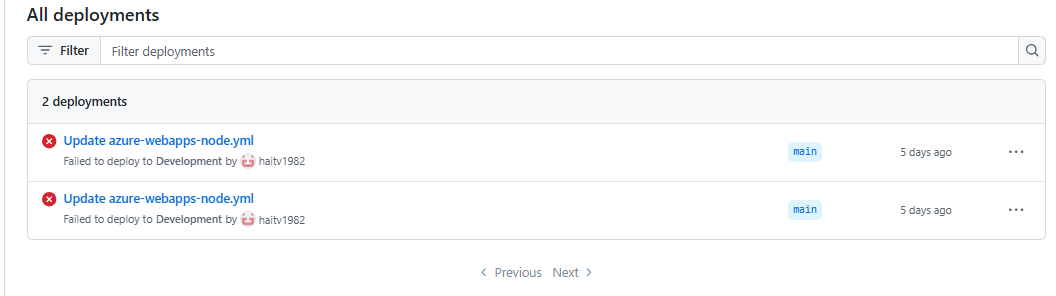 All deployments
Filter Filter deployments
2 deployments
Update azure-webapps-node.yml
Failed to deploy to Development by haitv1982
main
5 days ago
Update azure-webapps-node.yml
Failed to deploy to Development by haitv1982
main
5 days ago
Previous Next